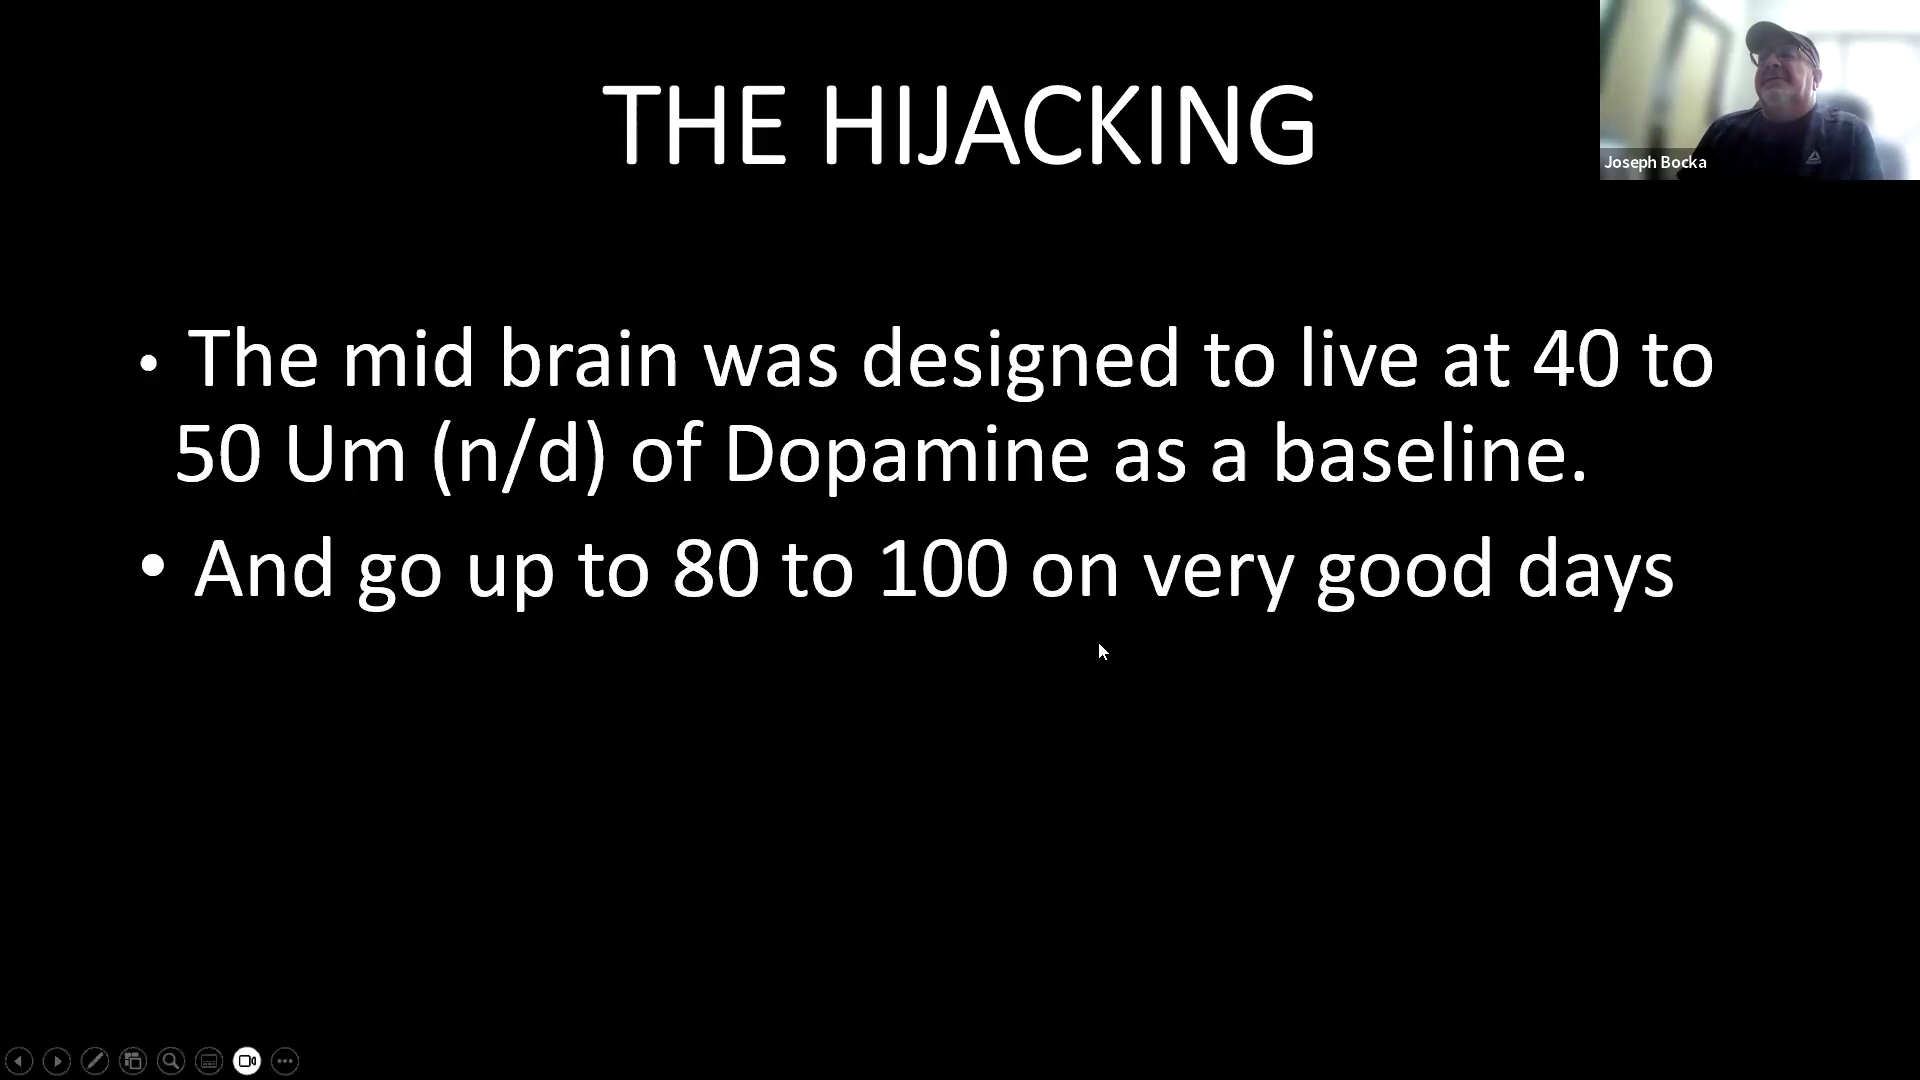 THE HIJACKING
Joseph Bocka
• The mid brain was designed to live at 40 to
50 Um (n/d) of Dopamine as a baseline.
• And go up to 80 to 100 on very good days